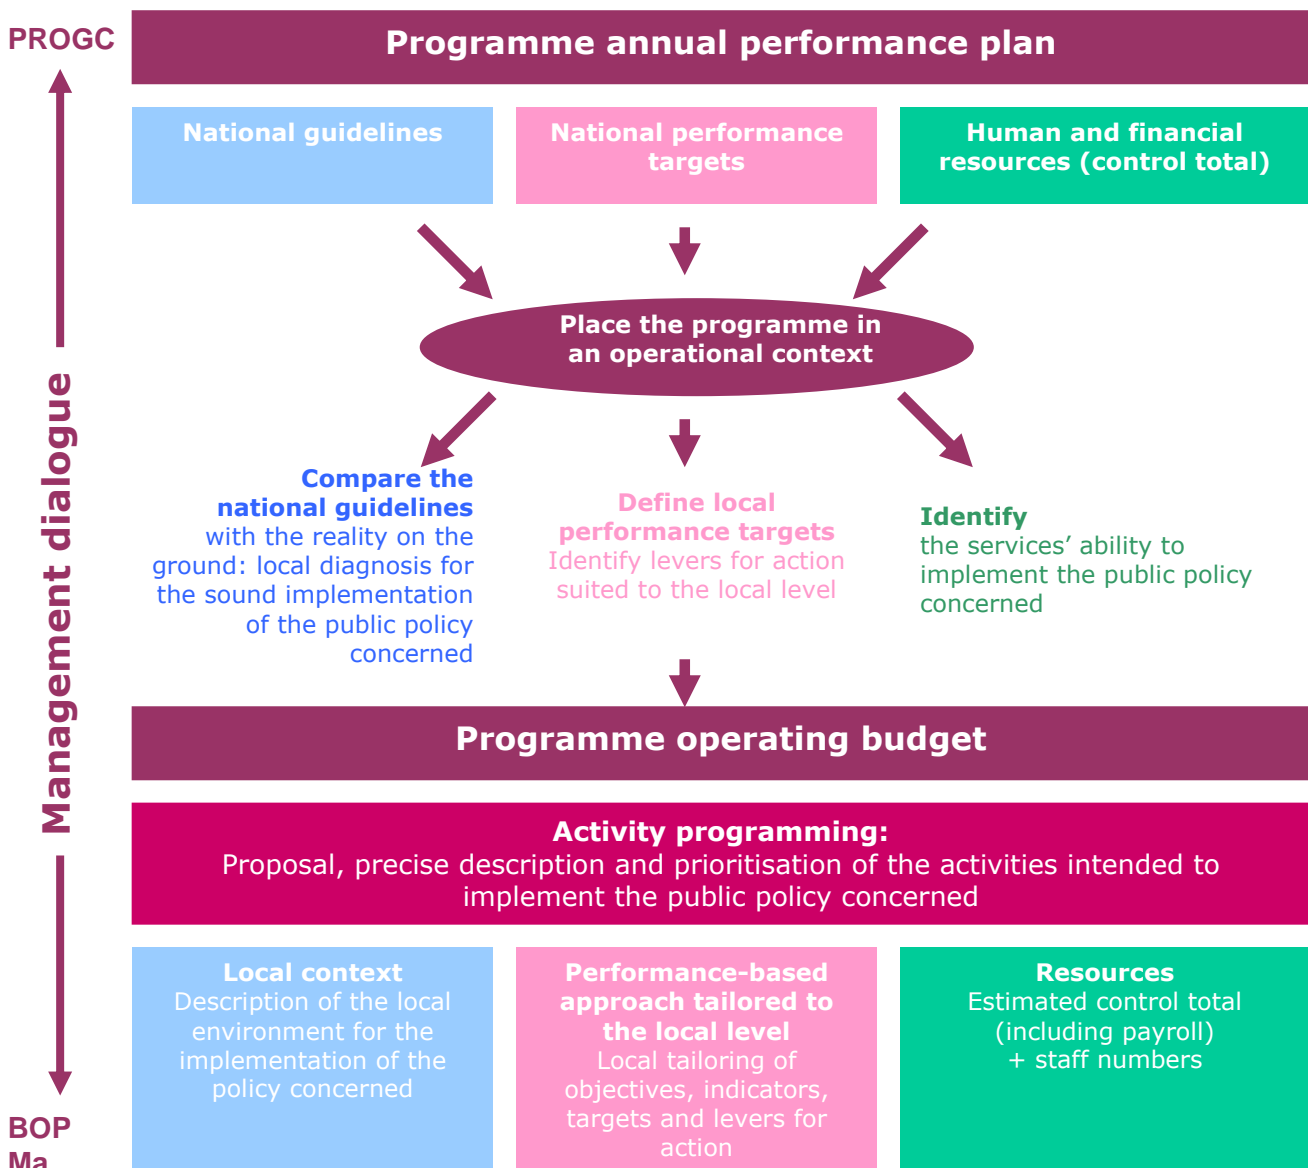 PROGC
Programme annual performance plan
National guidelines
National performance
targets
Human and financial
resources (control total)
Place the programme in
an operational context
Management dialogue
Compare the
national guidelines
with the reality on the
ground: local diagnosis for
the sound implementation
of the public policy
concerned
Define local
performance targets
Identify levers for action
suited to the local level
Identify
the services’ ability to
implement the public policy
concerned
Programme operating budget
Activity programming:
Proposal, precise description and prioritisation of the activities intended to
implement the public policy concerned
Local context
Description of the local
environment for the
implementation of the
policy concerned
Performance-based
approach tailored to
the local level
Local tailoring of
objectives, indicators,
targets and levers for
action
Resources
Estimated control total
(including payroll)
+ staff numbers
BOP
Ma